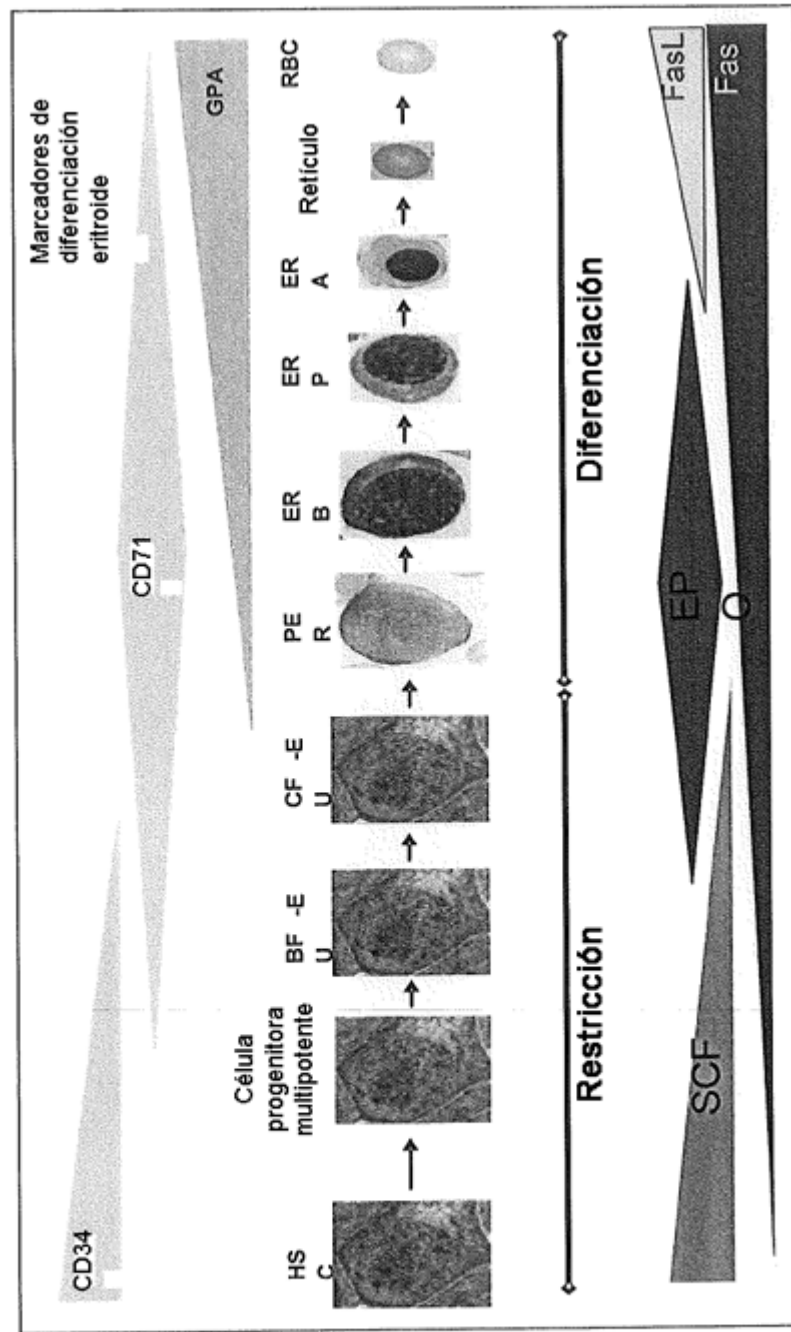 Marcadores de
diferenciación
eritroide
CD34
CD71
GPA
HS
C
Célula
progenitora
multipotente
BF -E
U
CF -E
U
PE
R
ER
B
ER
P
ER
A
Retículo
RBC
Restricción
Diferenciación
SCF
EP
O
FasL
Fas